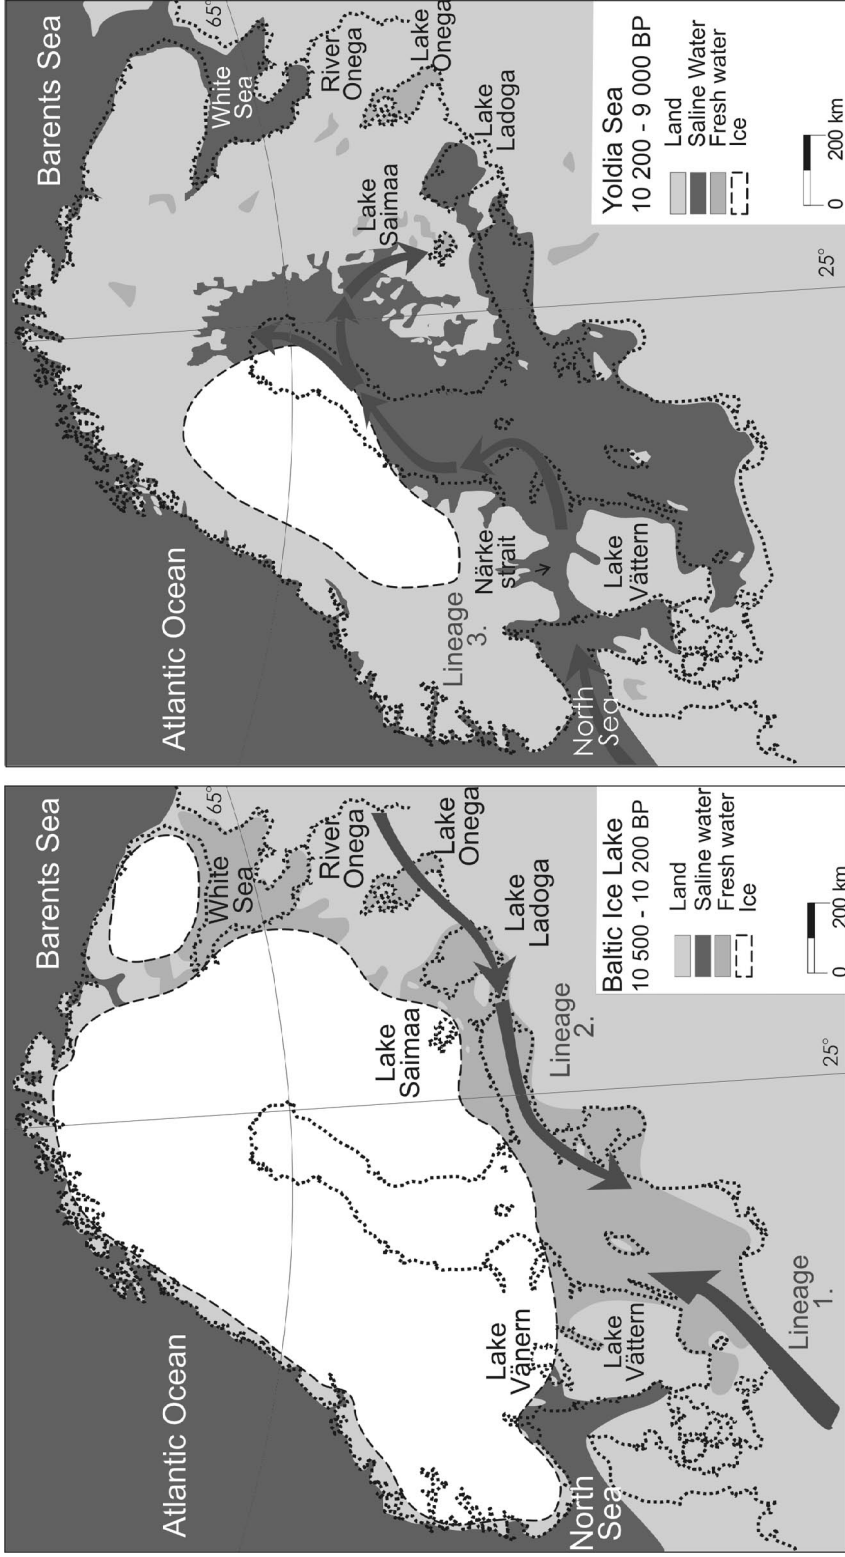 Barents Sea
65°
White
Sea
Atlantic Ocean
River
Onega
Lake
Onega
Lake
Ladoga
Lake
Saimaa
Lake
Vänern
Lake
Vättern
North
Sea
Lineage
2.
Lineage
1.
25°
Baltic Ice Lake
10 500 - 10 200 BP
Land
Saline water
Fresh water
Ice
0 200 km
Barents Sea
65°
White
Sea
Atlantic Ocean
River
Onega
Lake
Onega
Lake
Ladoga
Lake
Saimaa
Lineage
3.
Närke
strait
Lake
Vättern
North
Sea
25°
Yoldia Sea
10 200 - 9 000 BP
Land
Saline Water
Fresh water
Ice
0 200 km